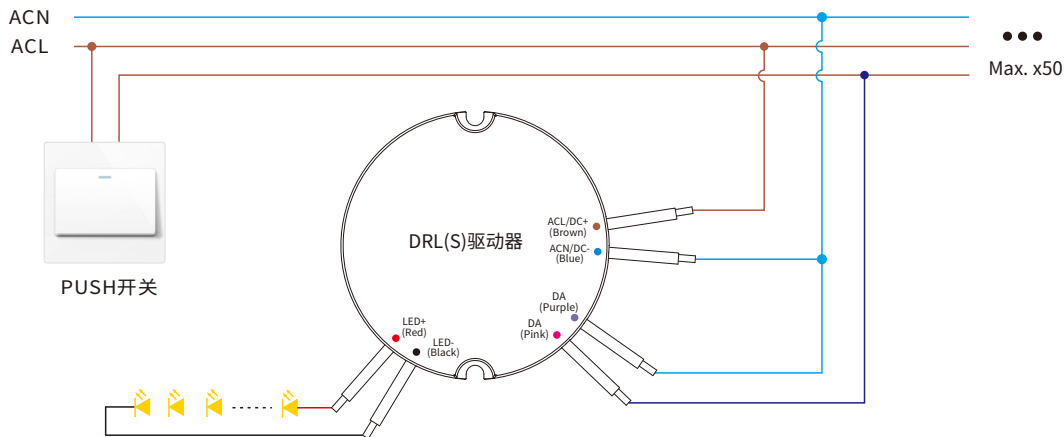 ACN
ACL
•••
Max. x50
PUSH开关
DRL(S)驱动器
ACL/DC+
(Brown)
ACN/DC-
(Blue)
DA
(Purple)
DA
(Pink)
LED+
(Red)
LED-
(Black)